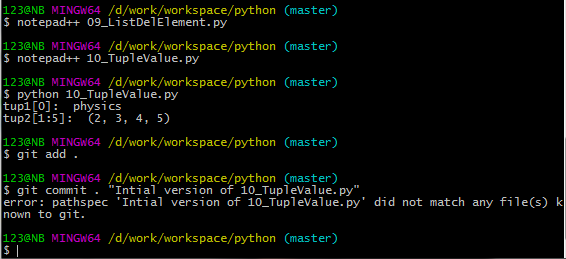 123@NB MINGW64 /d/work/workspace/python (master)
$ notepad++ 09_ListDelElement.py
123@NB MINGW64 /d/work/workspace/python (master)
$ notepad++ 10_TupleValue.py
123@NB MINGW64 /d/work/workspace/python (master)
$ python 10_TupleValue.py
tup1[0]:  physics
tup2[1:5]:  (2, 3, 4, 5)
123@NB MINGW64 /d/work/workspace/python (master)
$ git add .
123@NB MINGW64 /d/work/workspace/python (master)
$ git commit . "Intial version of 10_TupleValue.py"
error: pathspec 'Intial version of 10_TupleValue.py' did not match any file(s) k
nown to git.
123@NB MINGW64 /d/work/workspace/python (master)
$